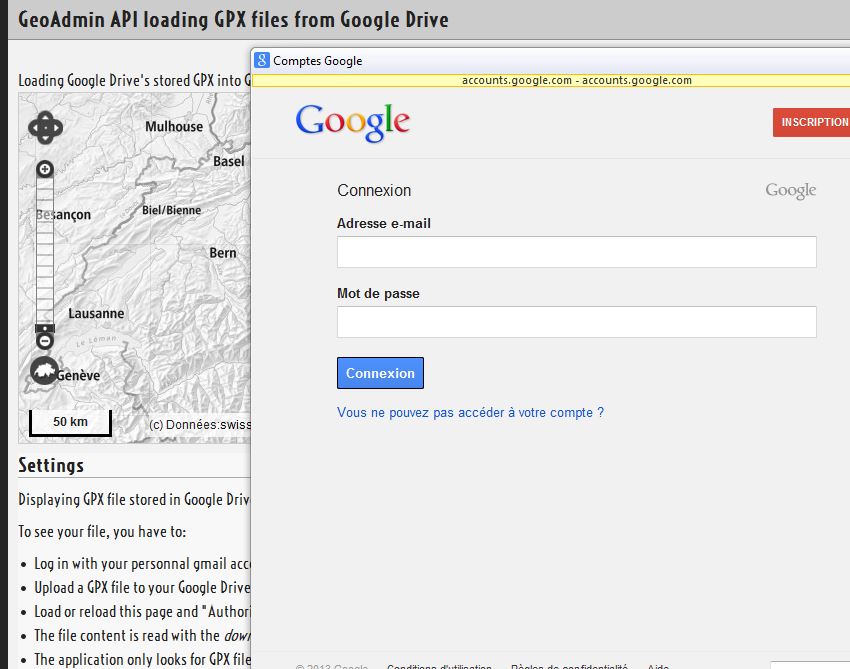 GeoAdmin API loading GPX files from Google Drive
Loading Google Drive's stored GPX into G
Mulhouse
Basel
Besançon
Biel/Bienne
Bern
Lausanne
Le Léman
Genève
50 km
(c) Données:swiss
Settings
Displaying GPX file stored in Google Driv
To see your file, you have to:
• Log in with your personnal gmail acc
• Upload a GPX file to your Google Drive
• Load or reload this page and "Authori
• The file content is read with the down
• The application only looks for GPX file
Comptes Google
accounts.google.com - accounts.google.com
Google
INSCRIPTION
Connexion
Google
Adresse e-mail
Mot de passe
Connexion
Vous ne pouvez pas accéder à votre compte ?
© 2013 Google Conditions d'utilisation Règles de confidentialité Aide